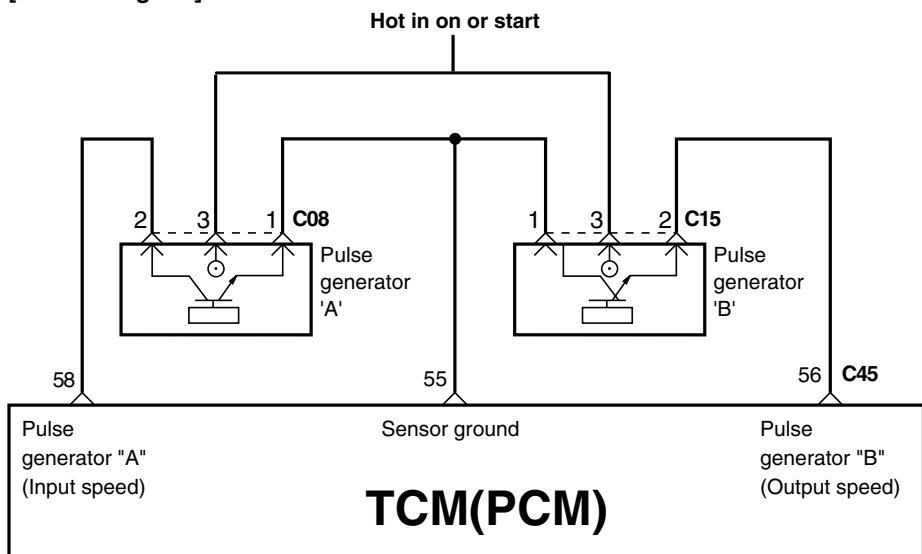 Hot in on or start
2 3 1 C08
1 3 2 C15
Pulse
generator
'A'
Pulse
generator
'B'
58
55
56 C45
Pulse
generator "A"
(Input speed)
Sensor ground
Pulse
generator "B"
(Output speed)
TCM(PCM)